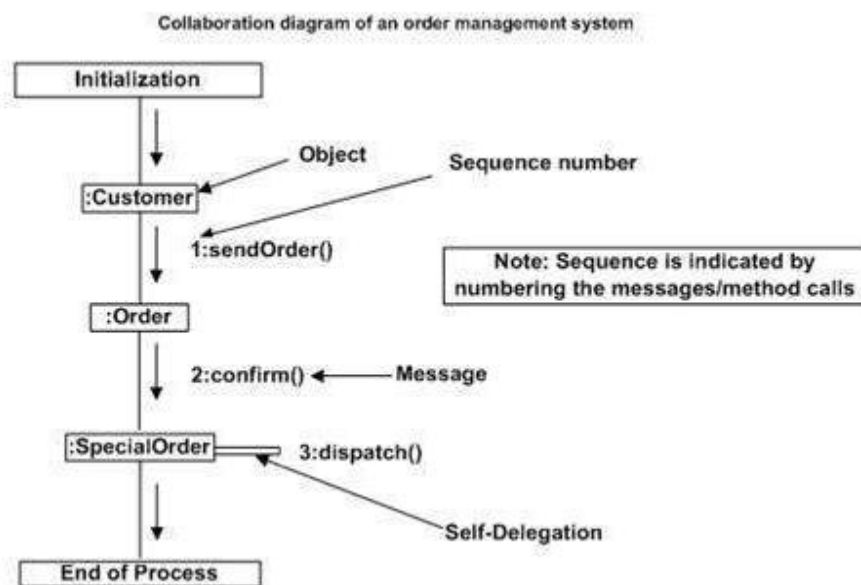 Collaboration diagram of an order management system
Initialization
Object
Sequence number
:Customer
1:sendOrder()
Note: Sequence is indicated by
numbering the messages/method calls
:Order
2:confirm()
Message
:SpecialOrder
3:dispatch()
Self-Delegation
End of Process